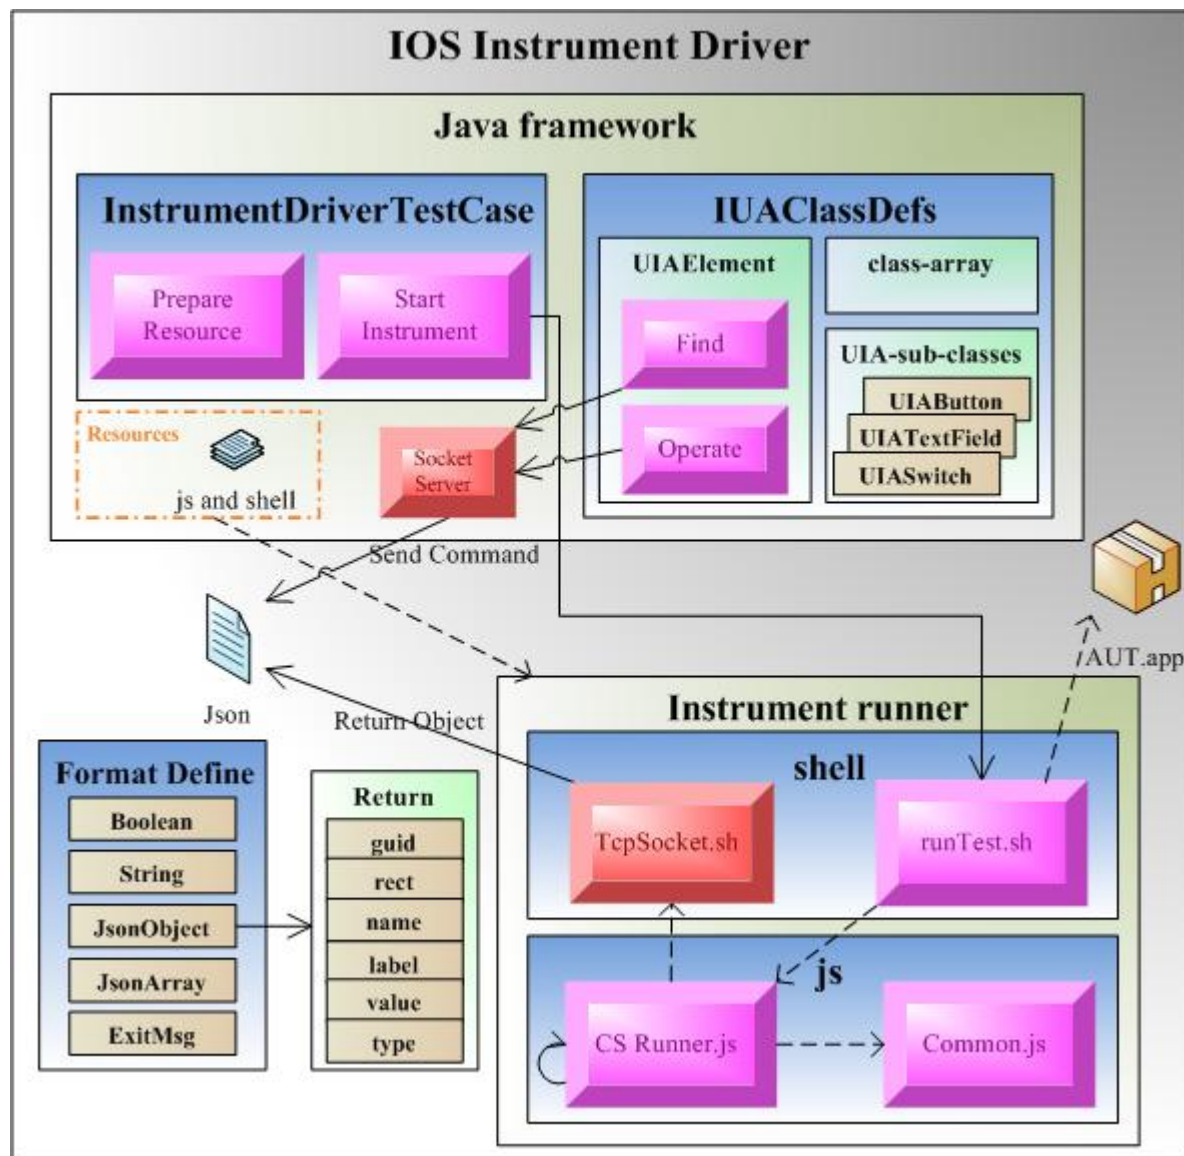 IOS Instrument Driver
Java framework
InstrumentDriverTestCase
Prepare
Resource
Start
Instrument
IUAClassDefs
UIAElement
Find
Operate
class-array
UIA-sub-classes
UIAButton
UIATextField
UIASwitch
Resources
js and shell
Socket
Server
Send Command
AUT.app
Json
Return Object
Format Define
Boolean
String
JsonObject
JsonArray
ExitMsg
Return
guid
rect
name
label
value
type
Instrument runner
shell
TcpSocket.sh
runTest.sh
js
CS Runner.js
Common.js